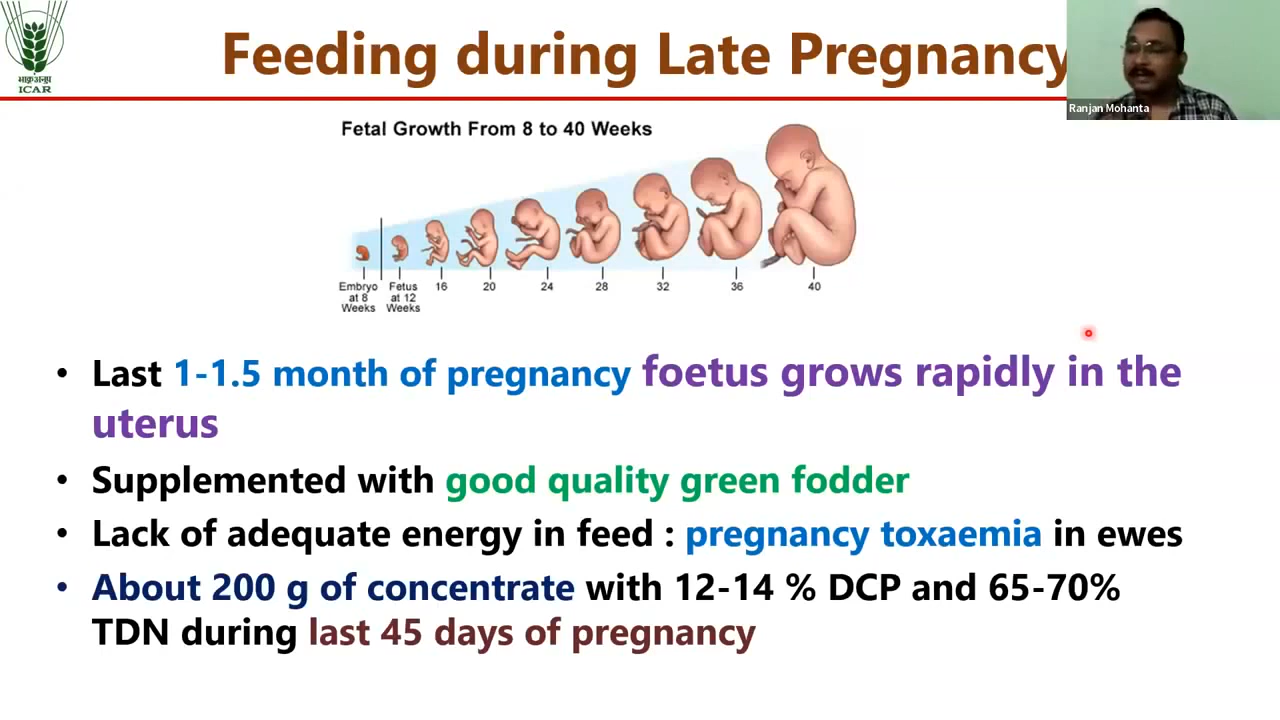 Feeding during Late Pregnancy
भाकृअनुप
ICAR
Ranjan Mohanta
Fetal Growth From 8 to 40 Weeks
Embryo at 8 Weeks
Fetus at 12 Weeks
16 20 24 28 32 36 40
• Last 1-1.5 month of pregnancy foetus grows rapidly in the
uterus
• Supplemented with good quality green fodder
• Lack of adequate energy in feed : pregnancy toxaemia in ewes
• About 200 g of concentrate with 12-14 % DCP and 65-70%
TDN during last 45 days of pregnancy